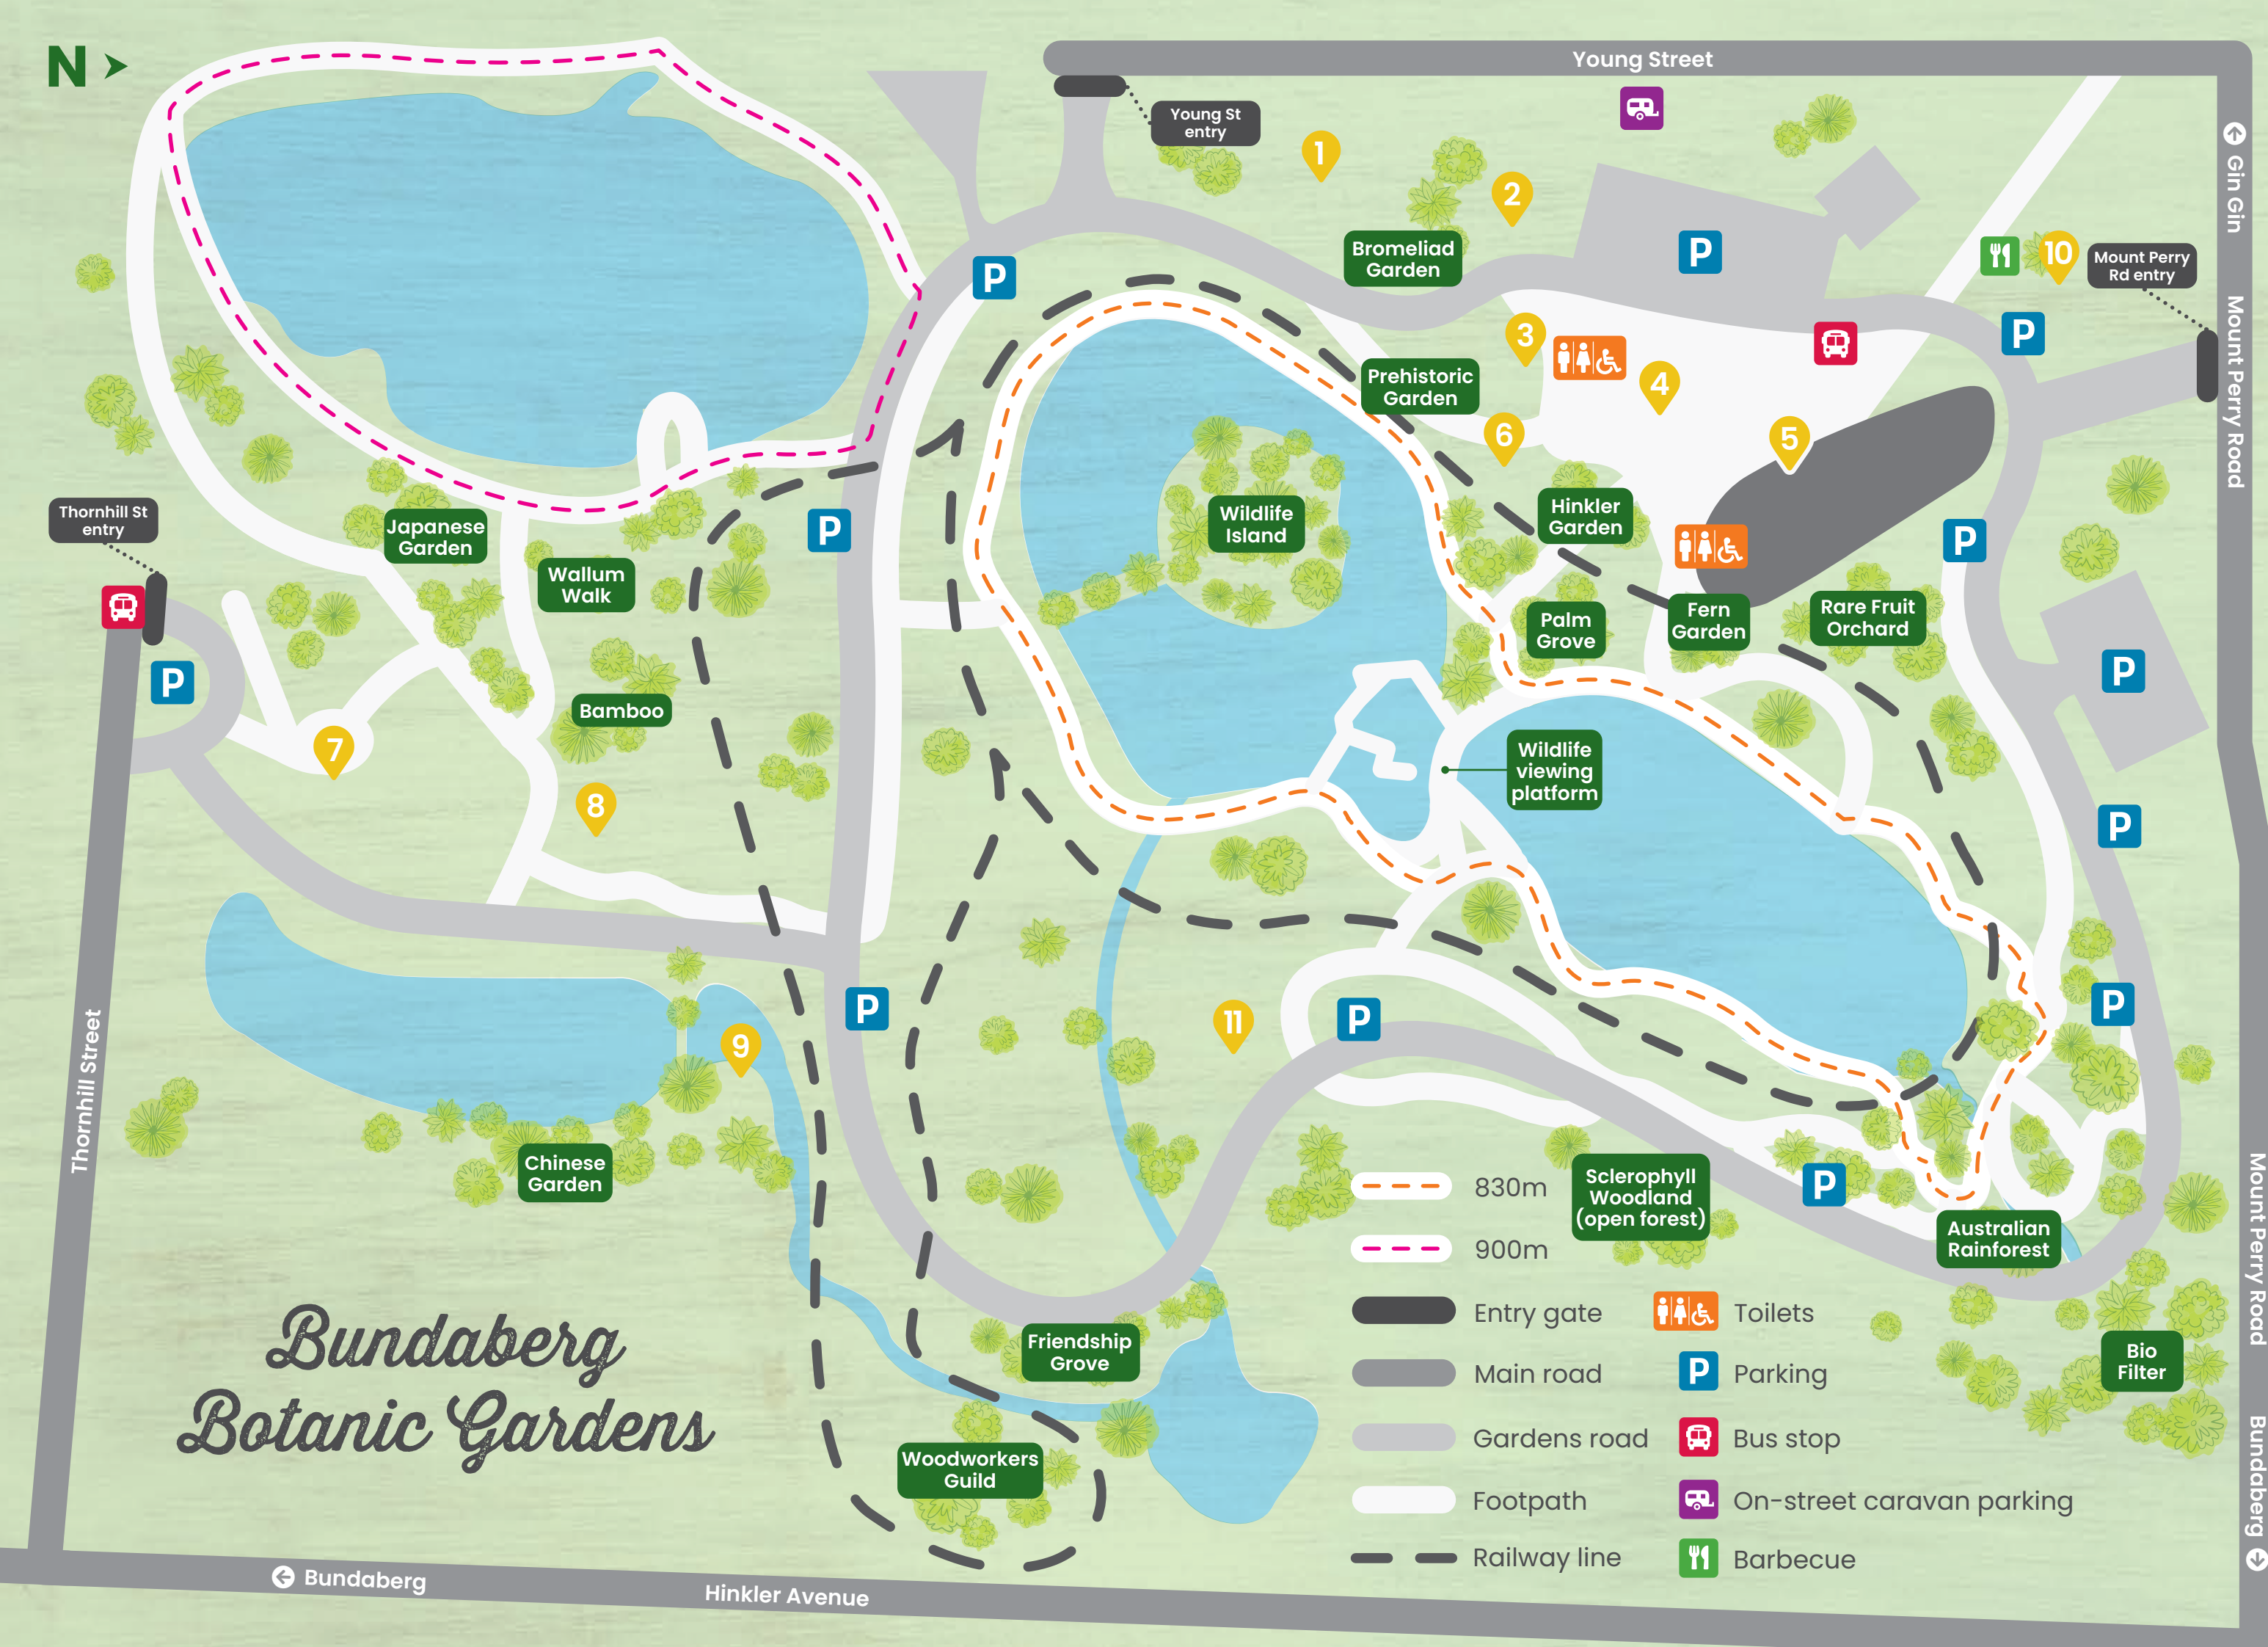 N
Young Street
Young St
entry
1
2
Gin Gin
Bromeliad
Garden
P
P
10
Mount Perry
Rd entry
Mount Perry Road
3
4
P
Prehistoric
Garden
5
6
Thornhill St
entry
Japanese
Garden
P
Wildlife
Island
Hinkler
Garden
P
Wallum
Walk
Palm
Grove
Fern
Garden
Rare Fruit
Orchard
P
P
Bamboo
7
8
Wildlife
viewing
platform
P
P
P
P
9
11
Thornhill Street
Chinese
Garden
P
Sclerophyll
Woodland
(open forest)
Australian
Rainforest
Mount Perry Road
Bundaberg
Botanic Gardens
Friendship
Grove
Woodworkers
Guild
Bio
Filter
830m
900m
Entry gate
Main road
Gardens road
Footpath
Railway line
Toilets
P Parking
Bus stop
On-street caravan parking
Barbecue
Bundaberg
Bundaberg
Hinkler Avenue